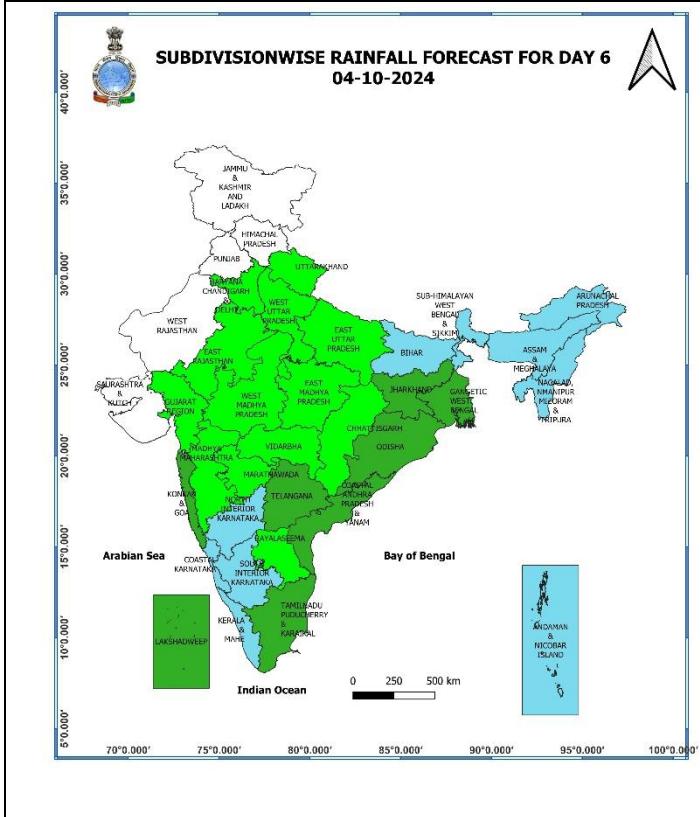 SUBDIVISIONWISE RAINFALL FORECAST FOR DAY 6
04-10-2024
40°0.000'
35°0.000'
30°0.000'
25°0.000'
20°0.000'
15°0.000'
10°0.000'
5°0.000'
JAMMU
&
KASHMIR
AND
LADAKH
HIMACHAL
PRADESH
PUNJAB
UTTARAKHAND
HARYANA
CHANDIGARH
&
DELHI
WEST
UTTAR
PRADESH
WEST
RAJASTHAN
EAST
UTTAR
PRADESH
EAST
RAJASTHAN
SUB-HIMALAYAN
WEST
BENGAL
&
SIKKIM
ARUNACHAL
PRADESH
BIHAR
ASSAM
&
MEGHALAYA
NAGALAD,
NMANIPUR
MIZORAM
&
TRIPURA
SAURASHTRA
&
KUTCH
GUJARAT
REGION
WEST
MADHYA
PRADESH
EAST
MADHYA
PRADESH
JHARKHAND
GANGETIC
WEST
BENGAL
CHHATTISGARH
ODISHA
VIDARBHA
MADHYA
MAHARASHTRA
MARATHAWADA
KONKAN
&
GOA
TELANGANA
COASTAL
ANDHRA
PRADESH
&
YANAM
NORTH
INTERIOR
KARNATAKA
RAYALASEEMA
Arabian Sea
Bay of Bengal
COASTAL
KARNATAKA
SOUTH
INTERIOR
KARNATAKA
KERALA
&
MAHE
TAMILNADU
PUDUCHERRY
&
KARAIKAL
LAKSHADWEEP
ANDAMAN
&
NICOBAR
ISLAND
Indian Ocean
0 250 500 km
70°0.000' 75°0.000' 80°0.000' 85°0.000' 90°0.000' 95°0.000' 100°0.000'